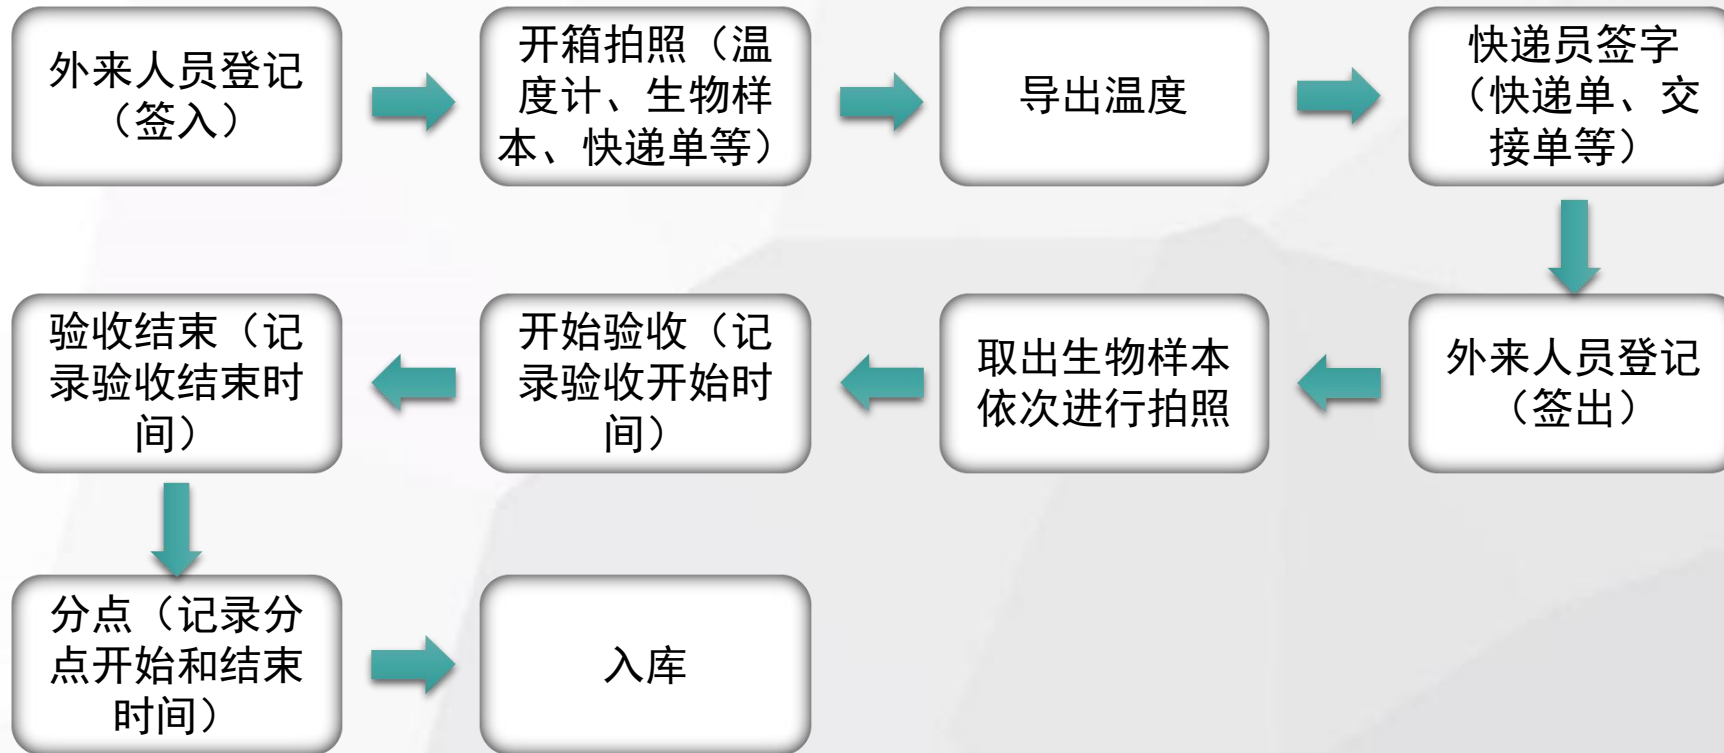 外来人员登记
（签入）
开箱拍照（温
度计、生物样
本、快递单等）
导出温度
快递员签字
（快递单、交
接单等）
外来人员登记
（签出）
取出生物样本
依次进行拍照
开始验收（记
录验收开始时
间）
验收结束（记
录验收结束时
间）
分点（记录分
点开始和结束
时间）
入库